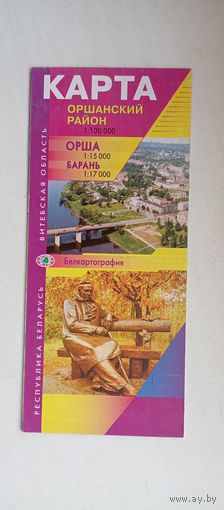 КАРТА
ОРШАНСКИЙ
РАЙОН
1:100 000
ОРША
1:15 000
БАРАНЬ
1:17 000
Белкартография
РЕСПУБЛИКА БЕЛАРУСЬ
ВИТЕБСКАЯ ОБЛАСТЬ
www.ay.by